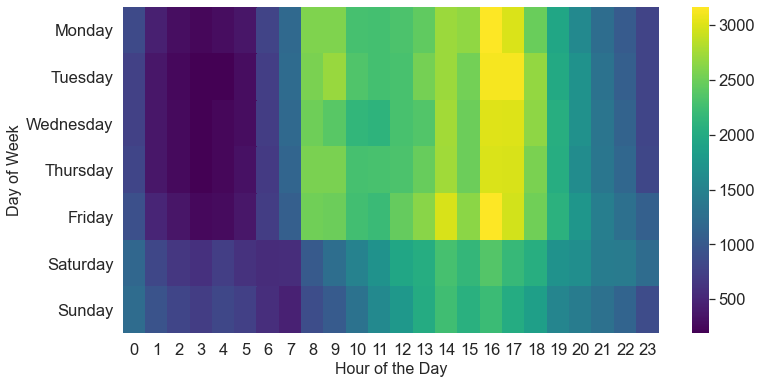 Day of Week
Monday
Tuesday
Wednesday
Thursday
Friday
Saturday
Sunday
0 1 2 3 4 5 6 7 8 9 10 11 12 13 14 15 16 17 18 19 20 21 22 23
Hour of the Day
3000
2500
2000
1500
1000
500